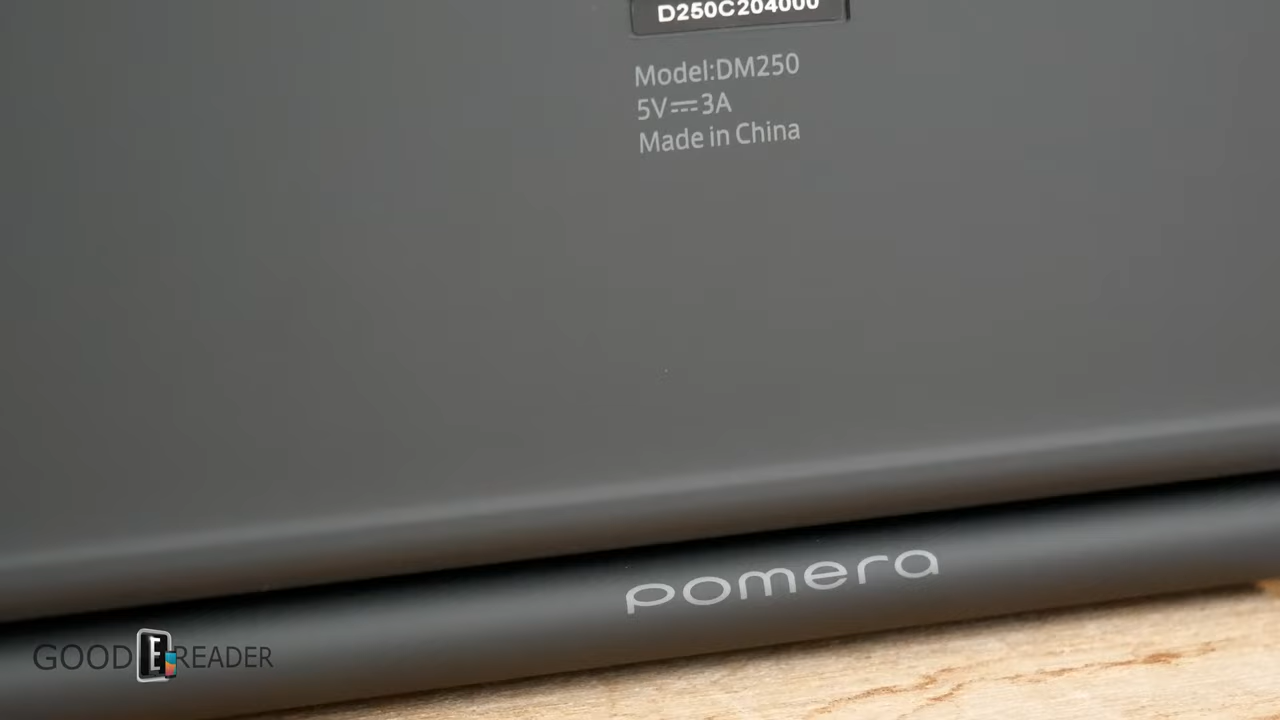 D250C204000
Model:DM250
5V⎓3A
Made in China
pomera
GOOD E READER